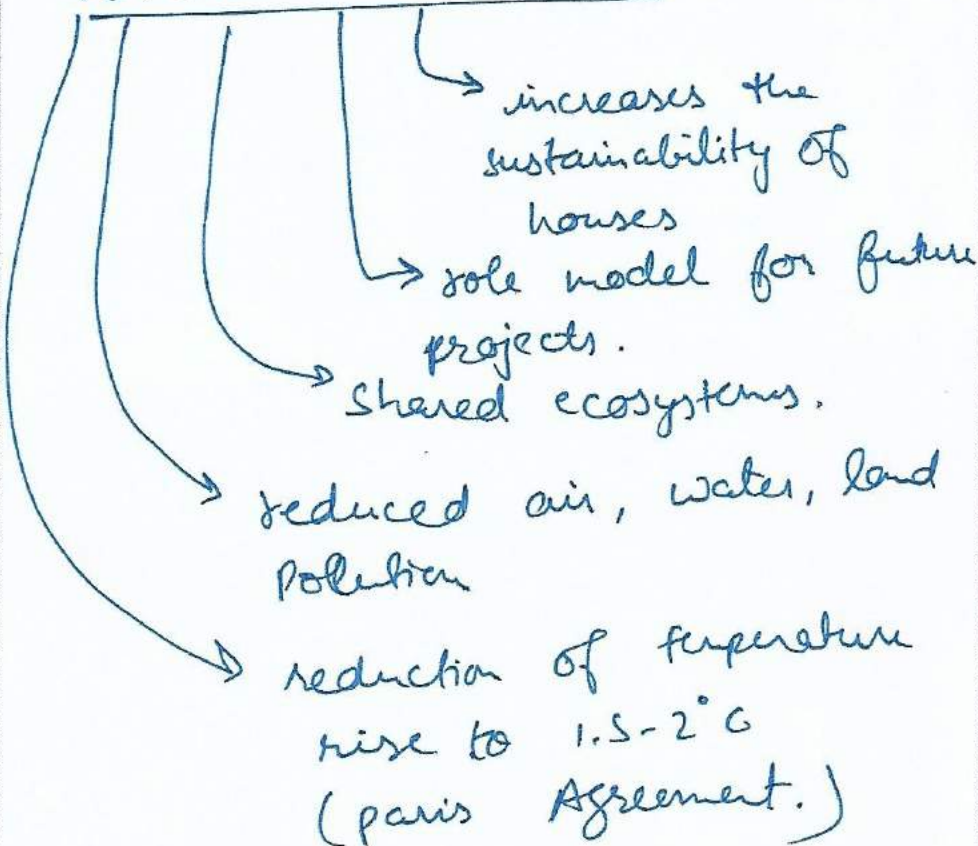 increases the
sustainability of
houses
role model for future
projects.
Shared ecosystems.
reduced air, water, land
Pollution
reduction of temperature
rise to 1.5-2°C
(paris Agreement.)